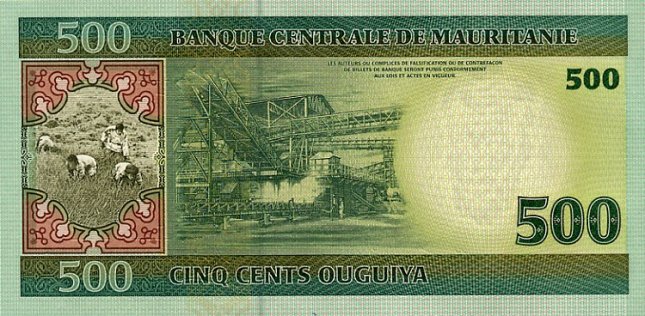 500 BANQUE CENTRALE DE MAURITANIE
LES AUTEURS OU COMPLICES DE FALSIFICATION OU DE CONTREFAÇON
DE BILLETS DE BANQUE SERONT PUNIS CONFORMEMENT
AUX LOIS ET ACTES EN VIGUEUR
500
500
500 CINQ CENTS OUGUIYA